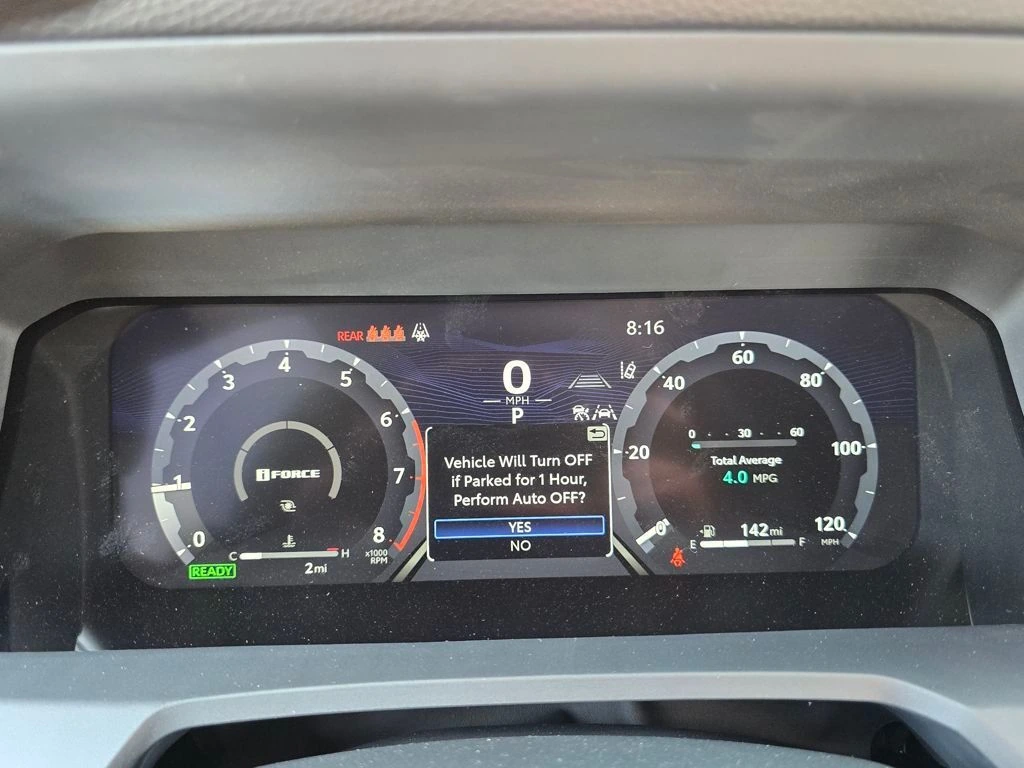 REAR
8:16
0
MPH
P
0
1
2
3
4
5
6
7
8
x1000
RPM
iFORCE
C
H
READY
2mi
Vehicle Will Turn OFF
if Parked for 1 Hour,
Perform Auto OFF?
YES
NO
0
20
40
60
80
100
120
MPH
0 30 60
Total Average
4.0 MPG
142mi
E
F